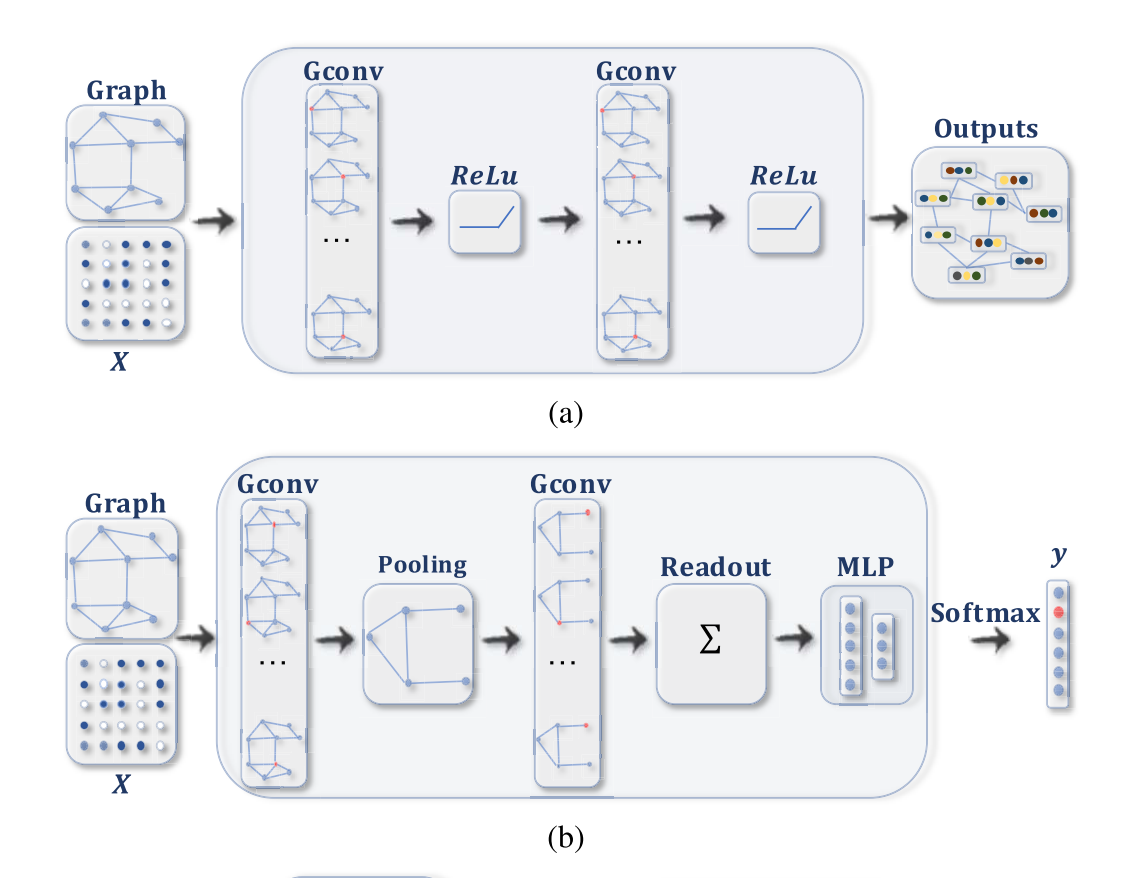 Graph
X
Gconv
...
ReLu
Gconv
...
ReLu
Outputs
(a)
Graph
X
Gconv
...
Pooling
Gconv
...
Readout
Σ
MLP
Softmax
y
(b)